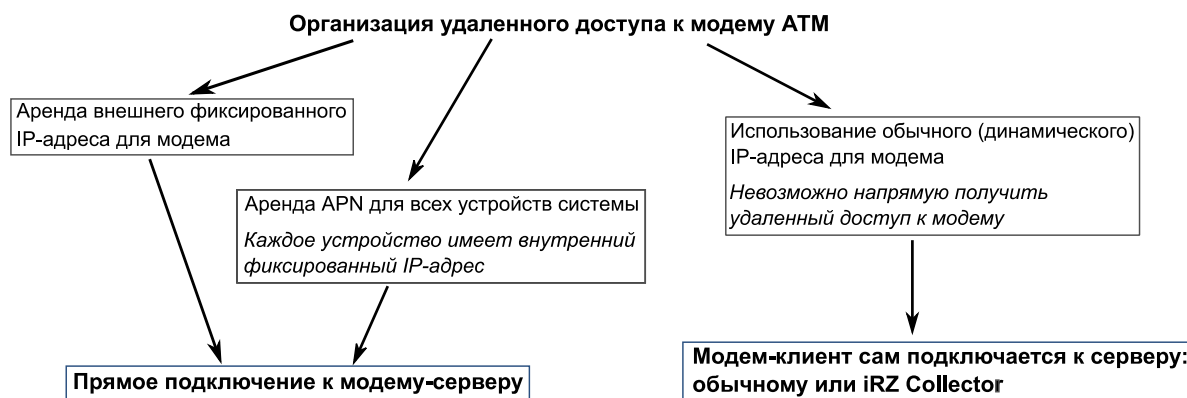 Организация удаленного доступа к модему ATM
Аренда внешнего фиксированного
IP-адреса для модема
Аренда APN для всех устройств системы
Каждое устройство имеет внутренний
фиксированный IP-адрес
Использование обычного (динамического)
IP-адреса для модема
Невозможно напрямую получить
удаленный доступ к модему
Прямое подключение к модему-серверу
Модем-клиент сам подключается к серверу:
обычному или iRZ Collector